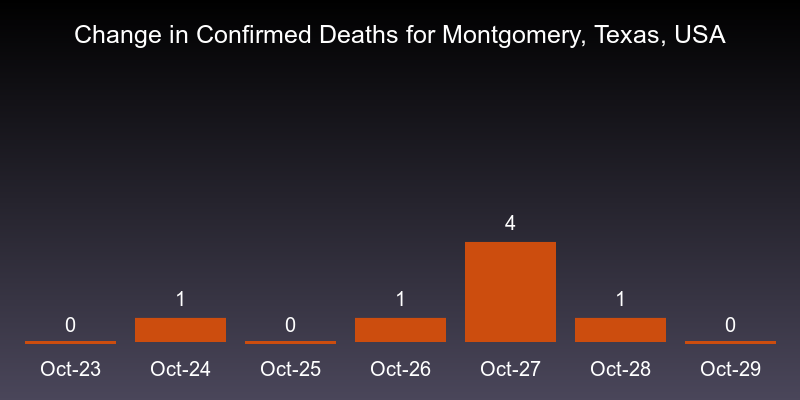 Change in Confirmed Deaths for Montgomery, Texas, USA
4
1 1 1
0 0 0
Oct-23 Oct-24 Oct-25 Oct-26 Oct-27 Oct-28 Oct-29